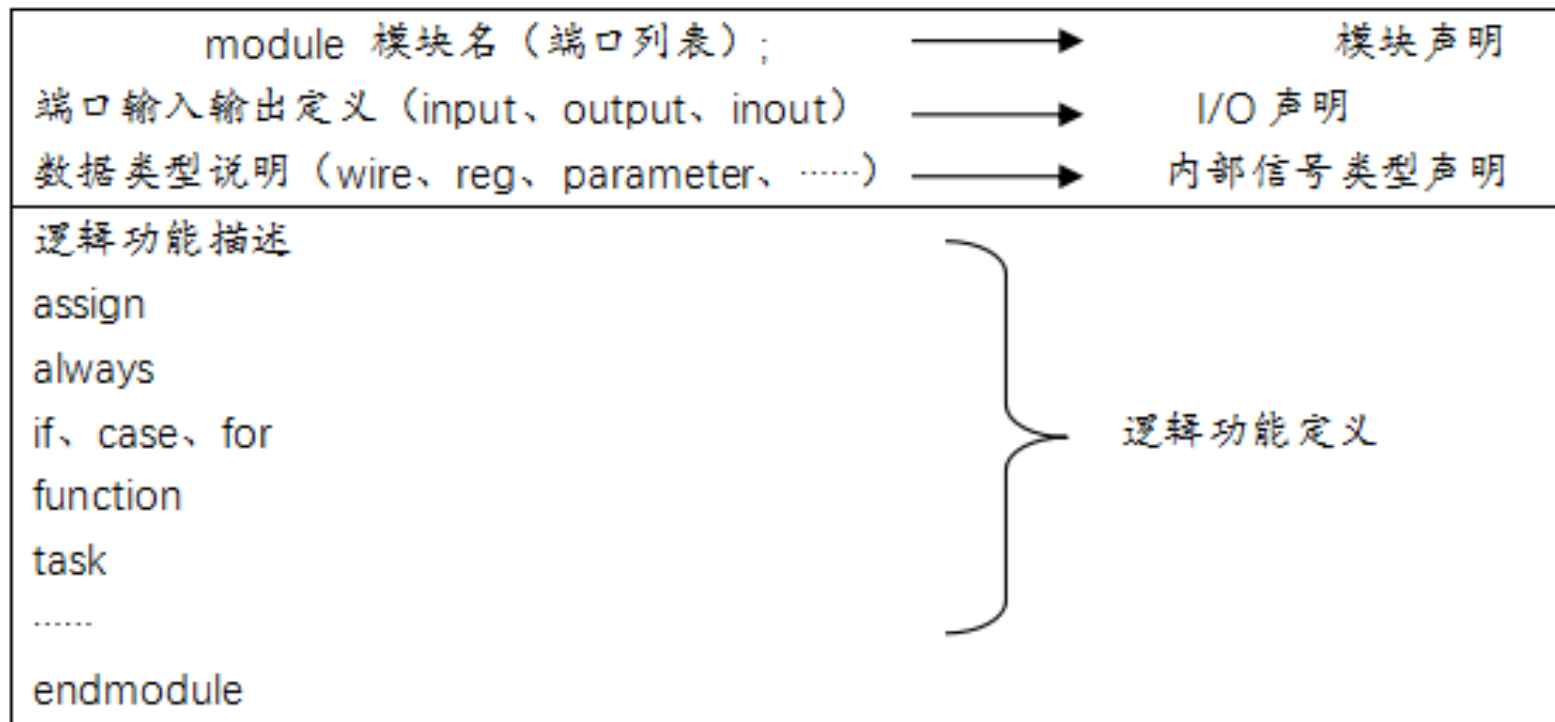 module 模块名（端口列表）; 模块声明
端口输入输出定义（input、output、inout） I/O 声明
数据类型说明（wire、reg、parameter、……） 内部信号类型声明
逻辑功能描述
assign
always
if、case、for
function
task
……
endmodule
逻辑功能定义